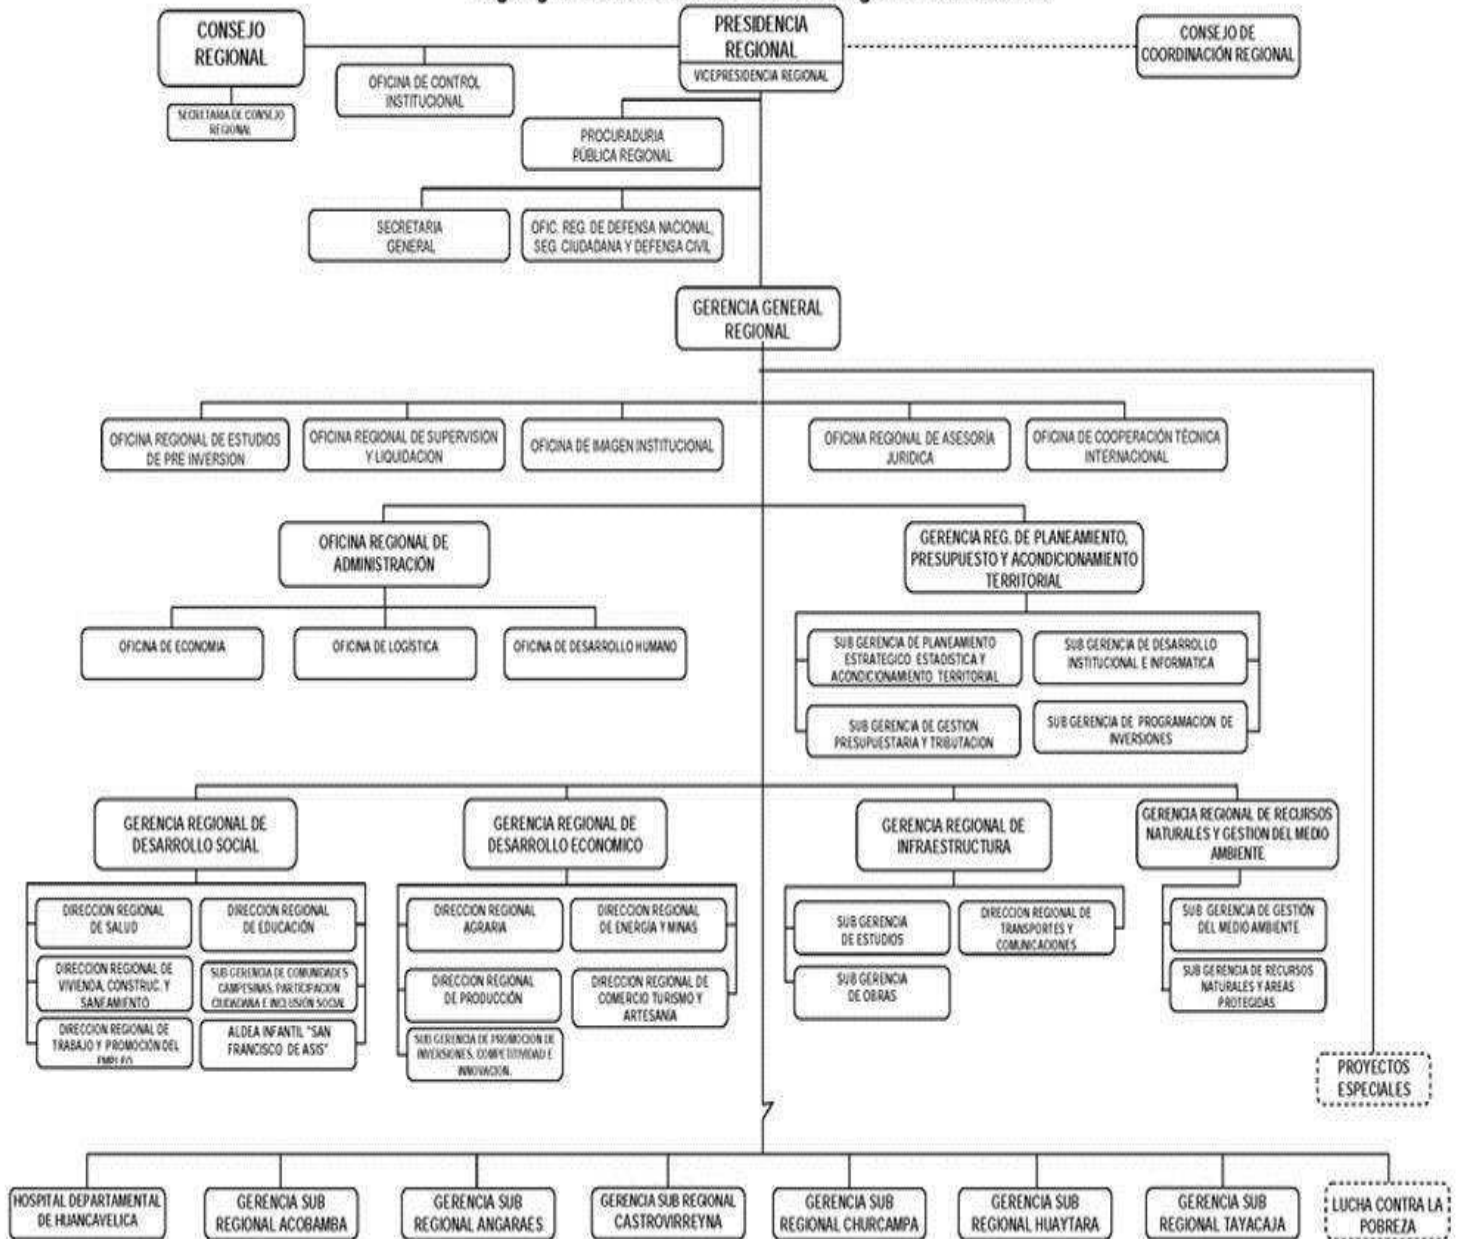 CONSEJO
REGIONAL
PRESIDENCIA
REGIONAL
VICEPRESIDENCIA REGIONAL
CONSEJO DE
COORDINACIÓN REGIONAL
OFICINA DE CONTROL
INSTITUCIONAL
SECRETARIA DE CONSEJO
REGIONAL
PROCURADURIA
PÚBLICA REGIONAL
SECRETARIA
GENERAL
OFIC. REG. DE DEFENSA NACIONAL,
SEG. CIUDADANA Y DEFENSA CIVIL
GERENCIA GENERAL
REGIONAL
OFICINA REGIONAL DE ESTUDIOS
DE PRE INVERSION
OFICINA REGIONAL DE SUPERVISION
Y LIQUIDACION
OFICINA DE IMAGEN INSTITUCIONAL
OFICINA REGIONAL DE ASESORÍA
JURIDICA
OFICINA DE COOPERACIÓN TÉCNICA
INTERNACIONAL
OFICINA REGIONAL DE
ADMINISTRACIÓN
GERENCIA REG. DE PLANEAMIENTO,
PRESUPUESTO Y ACONDICIONAMIENTO
TERRITORIAL
OFICINA DE ECONOMIA
OFICINA DE LOGÍSTICA
OFICINA DE DESARROLLO HUMANO
SUB GERENCIA DE PLANEAMIENTO
ESTRATEGICO ESTADISTICA Y
ACONDICIONAMIENTO TERRITORIAL
SUB GERENCIA DE DESARROLLO
INSTITUCIONAL E INFORMATICA
SUB GERENCIA DE GESTION
PRESUPUESTARIA Y TRIBUTACION
SUB GERENCIA DE PROGRAMACION DE
INVERSIONES
GERENCIA REGIONAL DE
DESARROLLO SOCIAL
GERENCIA REGIONAL DE
DESARROLLO ECONOMICO
GERENCIA REGIONAL DE
INFRAESTRUCTURA
GERENCIA REGIONAL DE RECURSOS
NATURALES Y GESTION DEL MEDIO
AMBIENTE
DIRECCION REGIONAL
DE SALUD
DIRECCION REGIONAL
DE EDUCACIÓN
DIRECCION REGIONAL DE
VIVIENDA, CONSTRUC. Y
SANEAMIENTO
SUB GERENCIA DE COMUNIDADES
CAMPESINAS, PARTICIPACION
CIUDADANA E INCLUSIÓN SOCIAL
DIRECCION REGIONAL DE
TRABAJO Y PROMOCIÓN DEL
EMPLEO
ALDEA INFANTIL "SAN
FRANCISCO DE ASIS"
DIRECCION REGIONAL
AGRARIA
DIRECCION REGIONAL
DE ENERGIA Y MINAS
DIRECCION REGIONAL
DE PRODUCCIÓN
DIRECCION REGIONAL DE
COMERCIO TURISMO Y
ARTESANÍA
SUB GERENCIA DE PROMOCIÓN DE
INVERSIONES, COMPETITIVIDAD E
INNOVACIÓN.
SUB GERENCIA
DE ESTUDIOS
DIRECCION REGIONAL DE
TRANSPORTES Y
COMUNICACIONES
SUB GERENCIA
DE OBRAS
SUB GERENCIA DE GESTIÓN
DEL MEDIO AMBIENTE
SUB GERENCIA DE RECURSOS
NATURALES Y AREAS
PROTEGIDAS
PROYECTOS
ESPECIALES
HOSPITAL DEPARTAMENTAL
DE HUANCAVELICA
GERENCIA SUB
REGIONAL ACOBAMBA
GERENCIA SUB
REGIONAL ANGARAES
GERENCIA SUB REGIONAL
CASTROVIRREYNA
GERENCIA SUB
REGIONAL CHURCAMPA
GERENCIA SUB
REGIONAL HUAYTARA
GERENCIA SUB
REGIONAL TAYACAJA
LUCHA CONTRA LA
POBREZA